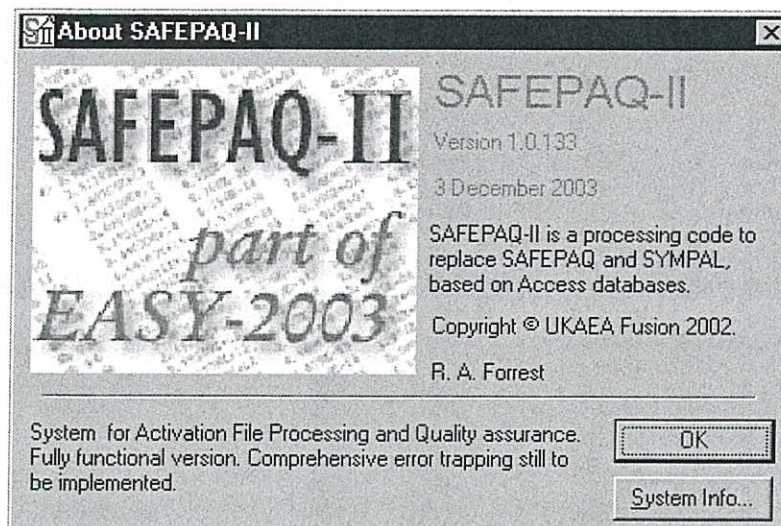 About SAFEPAQ-II
SAFEPAQ-II
part of
EASY-2003
SAFEPAQ-II
Version 1.0.133
3 December 2003
SAFEPAQ-II is a processing code to
replace SAFEPAQ and SYMPAL,
based on Access databases.
Copyright © UKAEA Fusion 2002.
R. A. Forrest
System for Activation File Processing and Quality assurance.
Fully functional version. Comprehensive error trapping still to
be implemented.
OK
System Info...